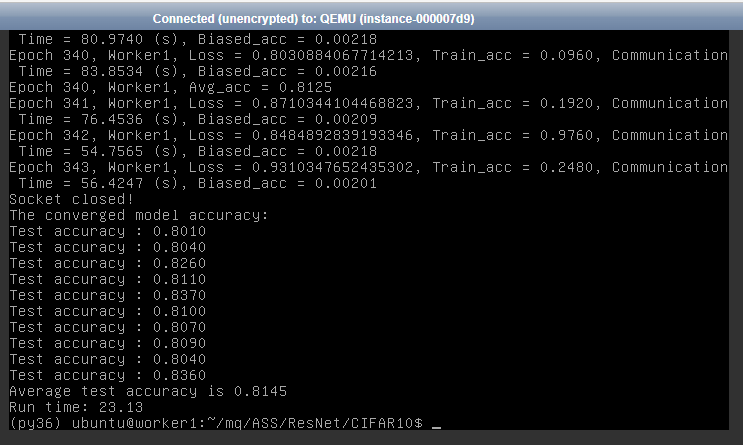 Connected (unencrypted) to: QEMU (instance-000007d9)
Time = 80.9740 (s), Biased_acc = 0.00218
Epoch 340, Worker1, Loss = 0.8030884067714213, Train_acc = 0.0960, Communication
Time = 83.8534 (s), Biased_acc = 0.00216
Epoch 340, Worker1, Avg_acc = 0.8125
Epoch 341, Worker1, Loss = 0.8710344104468823, Train_acc = 0.1920, Communication
Time = 76.4536 (s), Biased_acc = 0.00209
Epoch 342, Worker1, Loss = 0.8484892839193346, Train_acc = 0.9760, Communication
Time = 54.7565 (s), Biased_acc = 0.00218
Epoch 343, Worker1, Loss = 0.9310347652435302, Train_acc = 0.2480, Communication
Time = 56.4247 (s), Biased_acc = 0.00201
Socket closed!
The converged model accuracy:
Test accuracy : 0.8010
Test accuracy : 0.8040
Test accuracy : 0.8260
Test accuracy : 0.8110
Test accuracy : 0.8370
Test accuracy : 0.8100
Test accuracy : 0.8070
Test accuracy : 0.8090
Test accuracy : 0.8040
Test accuracy : 0.8360
Average test accuracy is 0.8145
Run time: 23.13
(py36) ubuntu@worker1:~/mq/ASS/ResNet/CIFAR10$ _